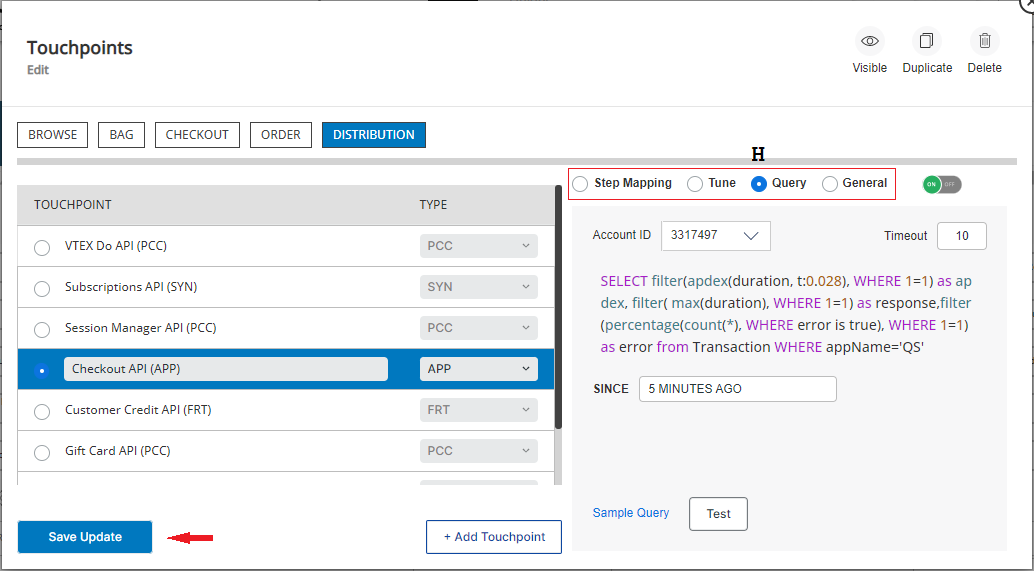 Touchpoints
Edit
Visible Duplicate Delete
BROWSE BAG CHECKOUT ORDER DISTRIBUTION
H
Step Mapping Tune Query General ON OFF
TOUCHPOINT TYPE
VTEX Do API (PCC) PCC
Subscriptions API (SYN) SYN
Session Manager API (PCC) PCC
Checkout API (APP) APP
Customer Credit API (FRT) FRT
Gift Card API (PCC) PCC
Account ID 3317497 Timeout 10
SELECT filter(apdex(duration, t:0.028), WHERE 1=1) as ap
dex, filter( max(duration), WHERE 1=1) as response,filter
(percentage(count(*), WHERE error is true), WHERE 1=1)
as error from Transaction WHERE appName='QS'
SINCE 5 MINUTES AGO
Sample Query Test
Save Update + Add Touchpoint